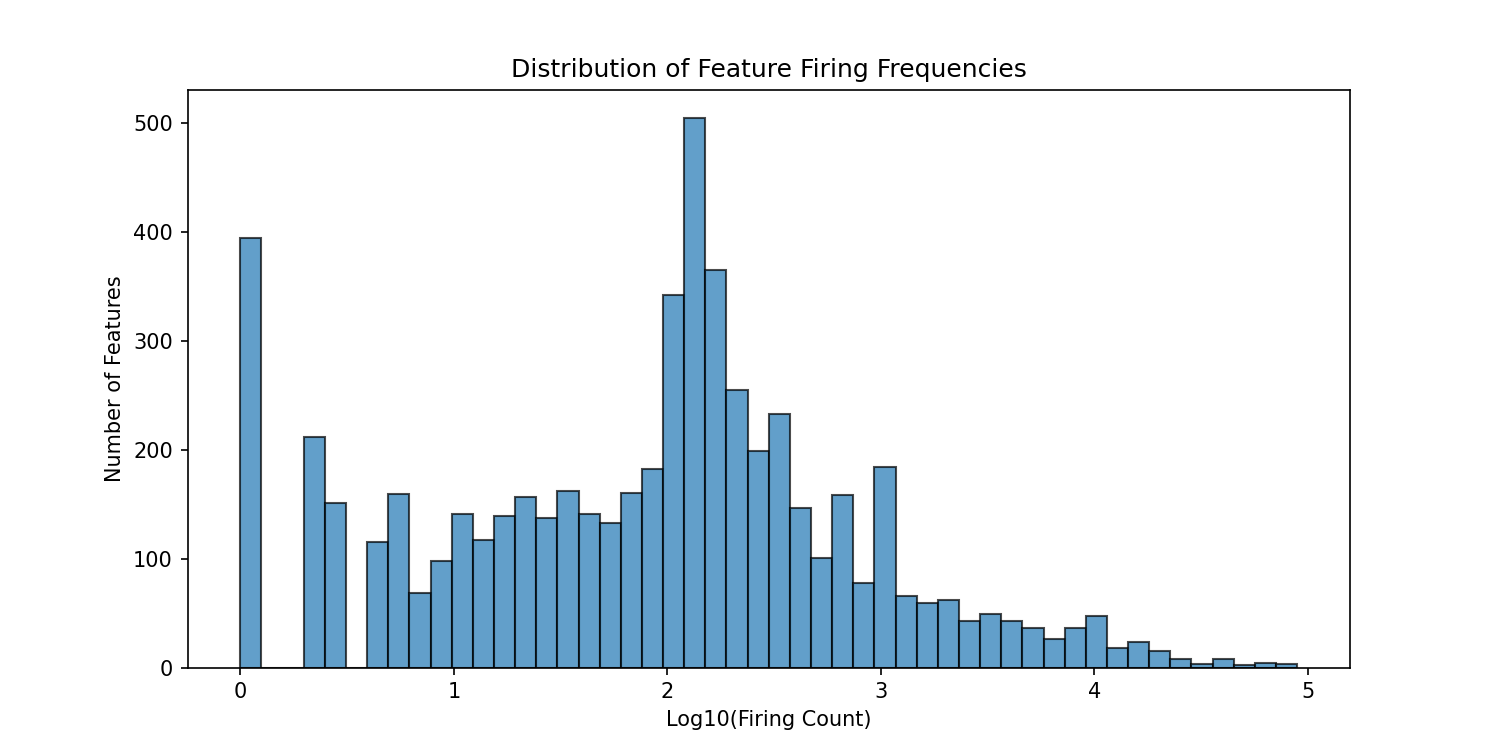 Distribution of Feature Firing Frequencies
500
400
300
200
100
0
Number of Features
0 1 2 3 4 5
Log10(Firing Count)